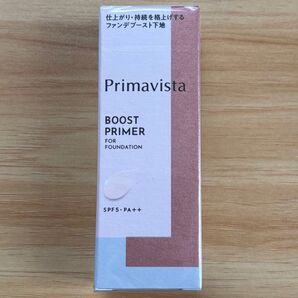 仕上がり・持続を格上げする
ファンデブースト下地
Primavista
BOOST
PRIMER
FOR
FOUNDATION
SPF5・PA++